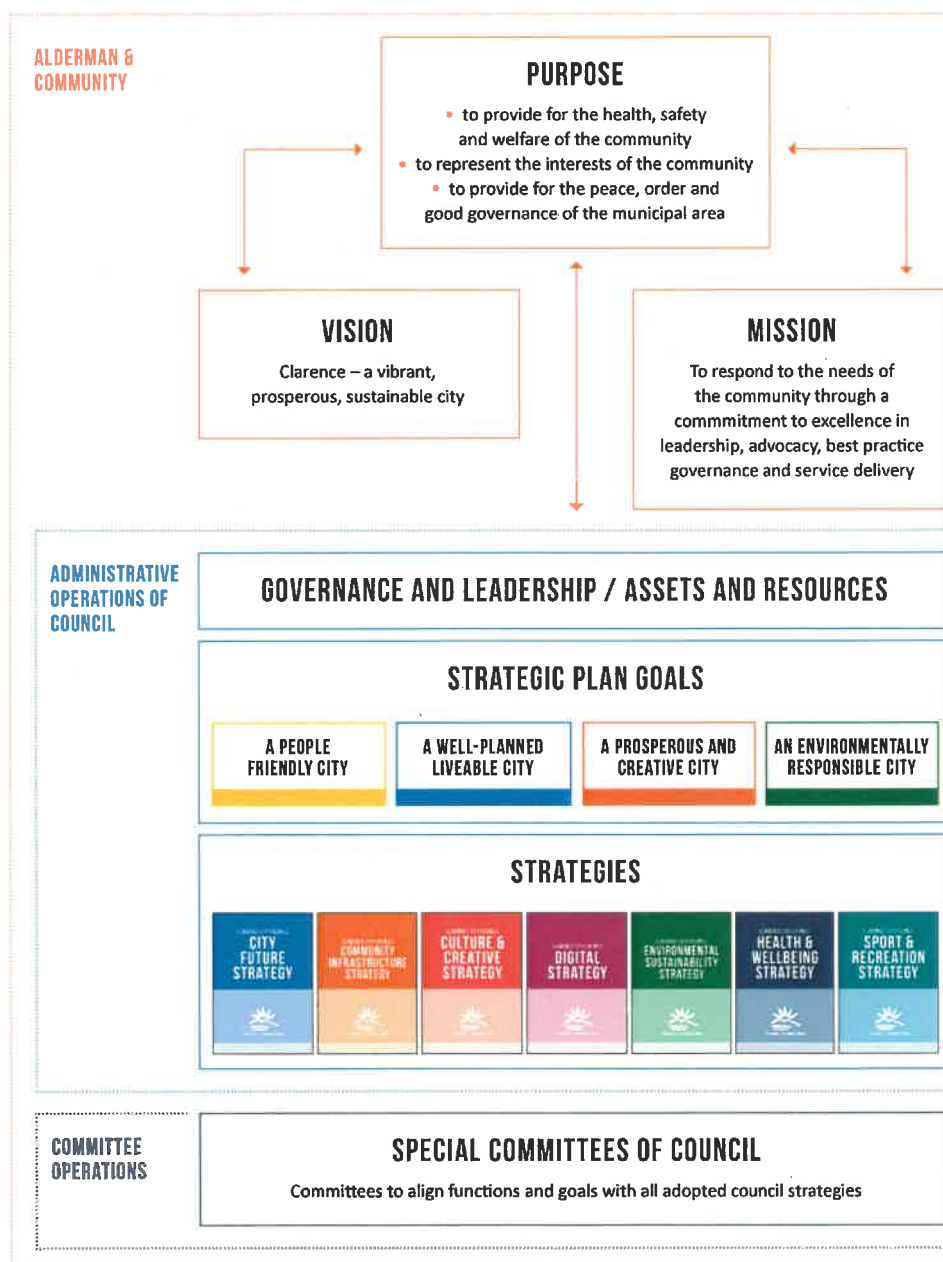 ALDERMAN &
COMMUNITY
PURPOSE
• to provide for the health, safety
and welfare of the community
• to represent the interests of the community
• to provide for the peace, order and
good governance of the municipal area
VISION
Clarence – a vibrant,
prosperous, sustainable city
MISSION
To respond to the needs of
the community through a
commmitment to excellence in
leadership, advocacy, best practice
governance and service delivery
ADMINISTRATIVE
OPERATIONS OF
COUNCIL
GOVERNANCE AND LEADERSHIP / ASSETS AND RESOURCES
STRATEGIC PLAN GOALS
A PEOPLE
FRIENDLY CITY
A WELL-PLANNED
LIVEABLE CITY
A PROSPEROUS AND
CREATIVE CITY
AN ENVIRONMENTALLY
RESPONSIBLE CITY
STRATEGIES
CITY
FUTURE
STRATEGY
COMMUNITY
INFRASTRUCTURE
STRATEGY
CULTURE &
CREATIVE
STRATEGY
DIGITAL
STRATEGY
ENVIRONMENTAL
SUSTAINABILITY
STRATEGY
HEALTH &
WELLBEING
STRATEGY
SPORT &
RECREATION
STRATEGY
COMMITTEE
OPERATIONS
SPECIAL COMMITTEES OF COUNCIL
Committees to align functions and goals with all adopted council strategies